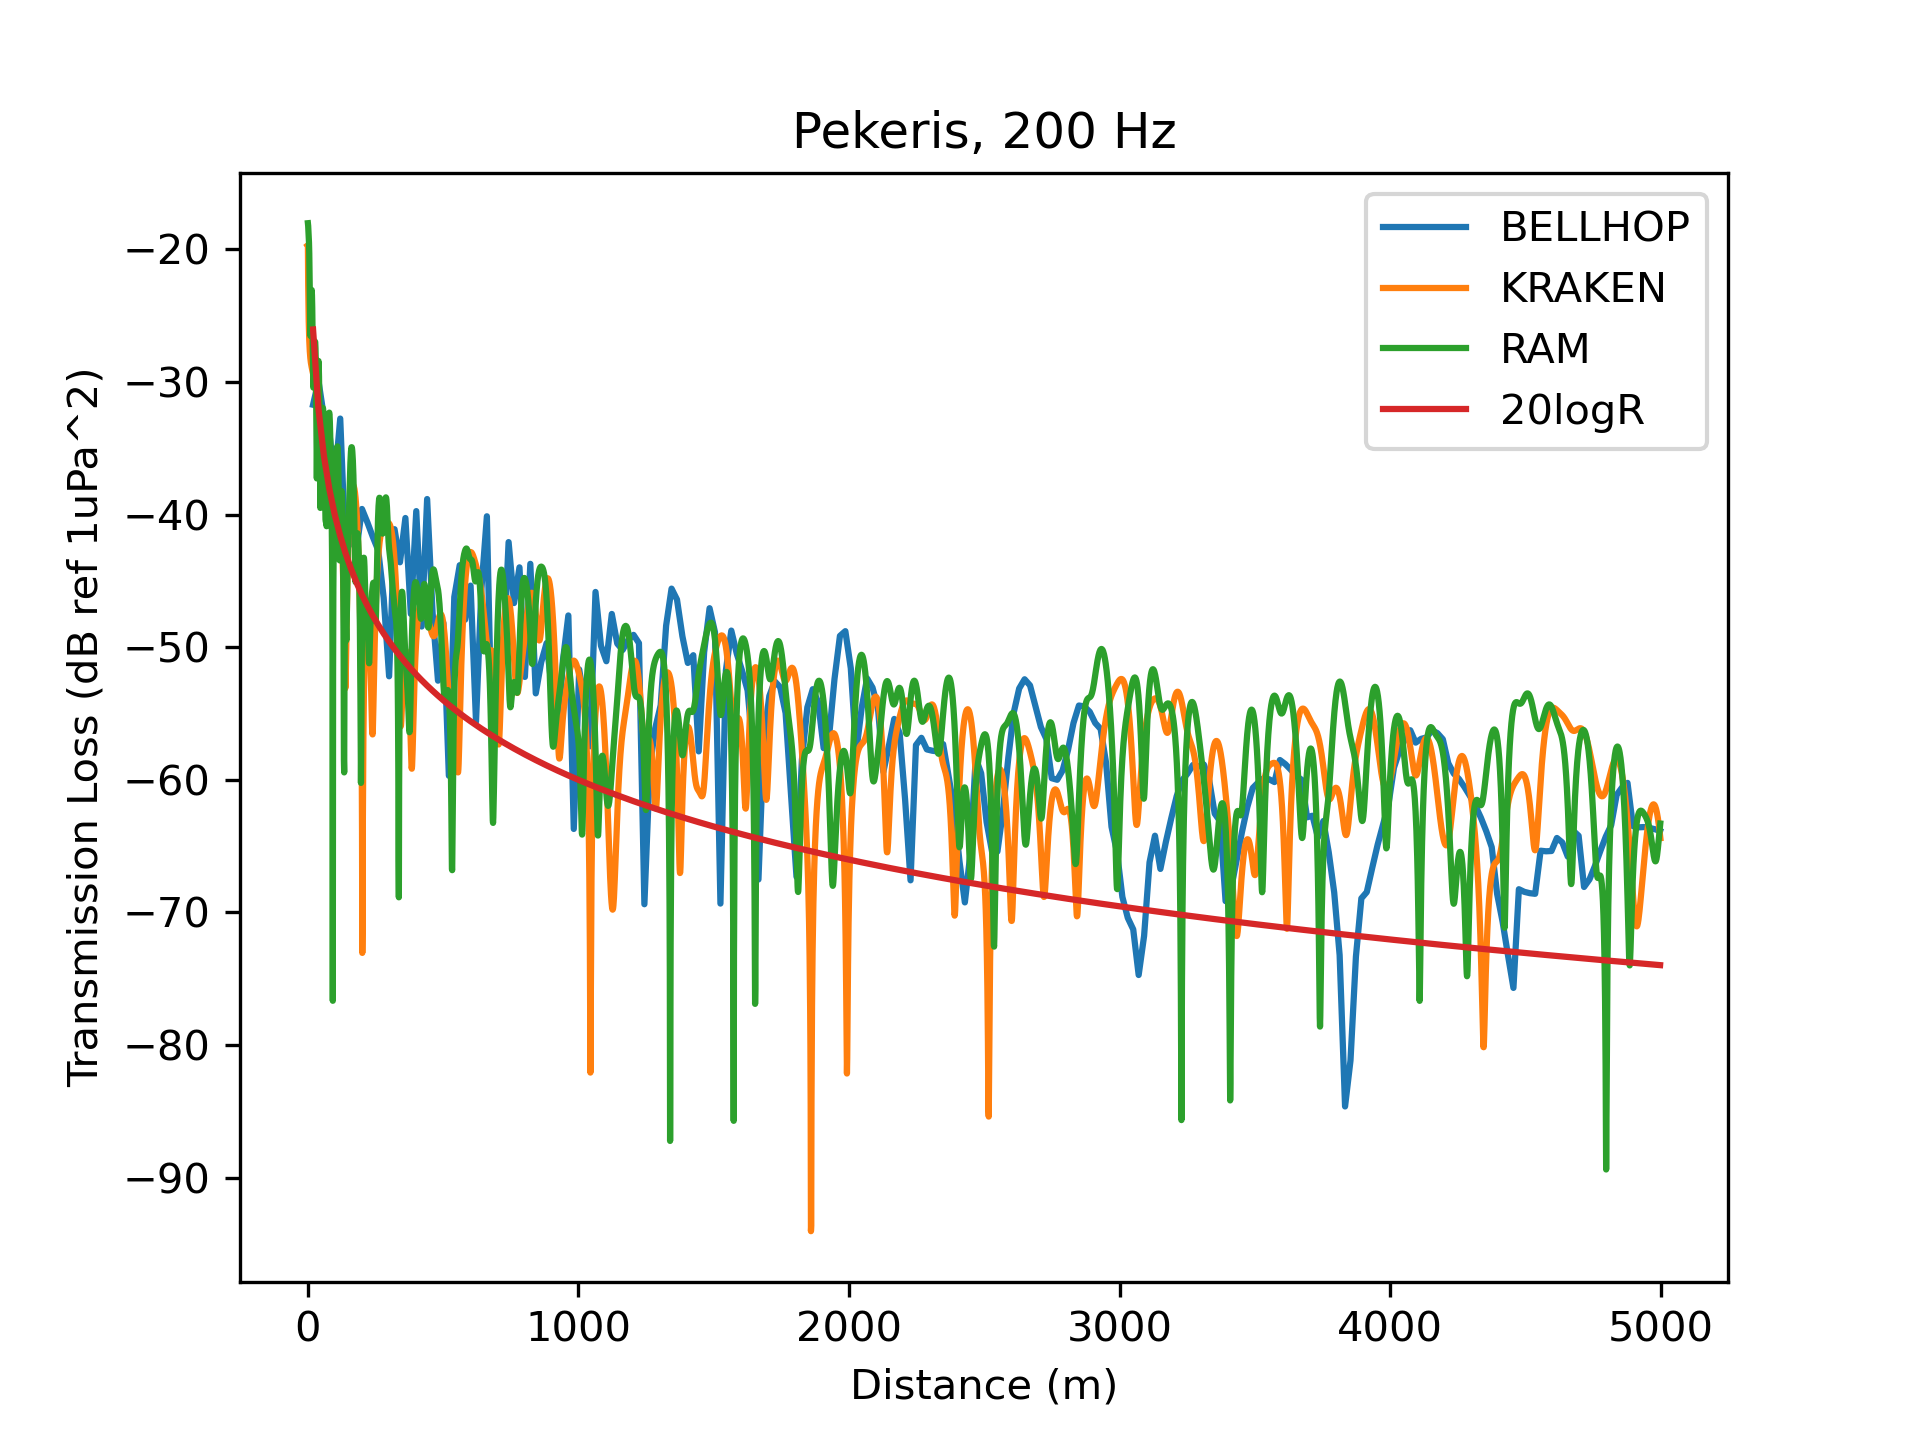 Pekeris, 200 Hz
BELLHOP
KRAKEN
RAM
20logR
−20
−30
−40
−50
−60
−70
−80
−90
Transmission Loss (dB ref 1uPa^2)
0 1000 2000 3000 4000 5000
Distance (m)